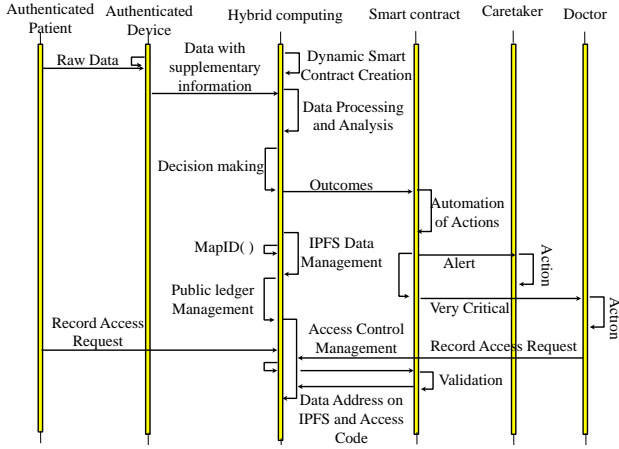 Authenticated
Patient
Authenticated
Device
Hybrid computing
Smart contract
Caretaker
Doctor
Raw Data
Data with
supplementary
information
Dynamic Smart
Contract Creation
Data Processing
and Analysis
Decision making
Outcomes
Automation
of Actions
MapID( )
IPFS Data
Management
Alert
Action
Public ledger
Management
Very Critical
Action
Record Access
Request
Access Control
Management
Record Access Request
Validation
Data Address on
IPFS and Access
Code